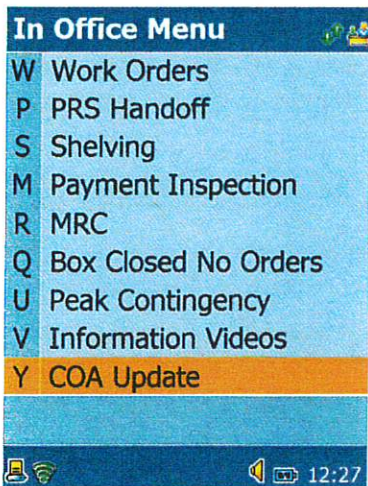 In Office Menu
W Work Orders
P PRS Handoff
S Shelving
M Payment Inspection
R MRC
Q Box Closed No Orders
U Peak Contingency
V Information Videos
Y COA Update
12:27